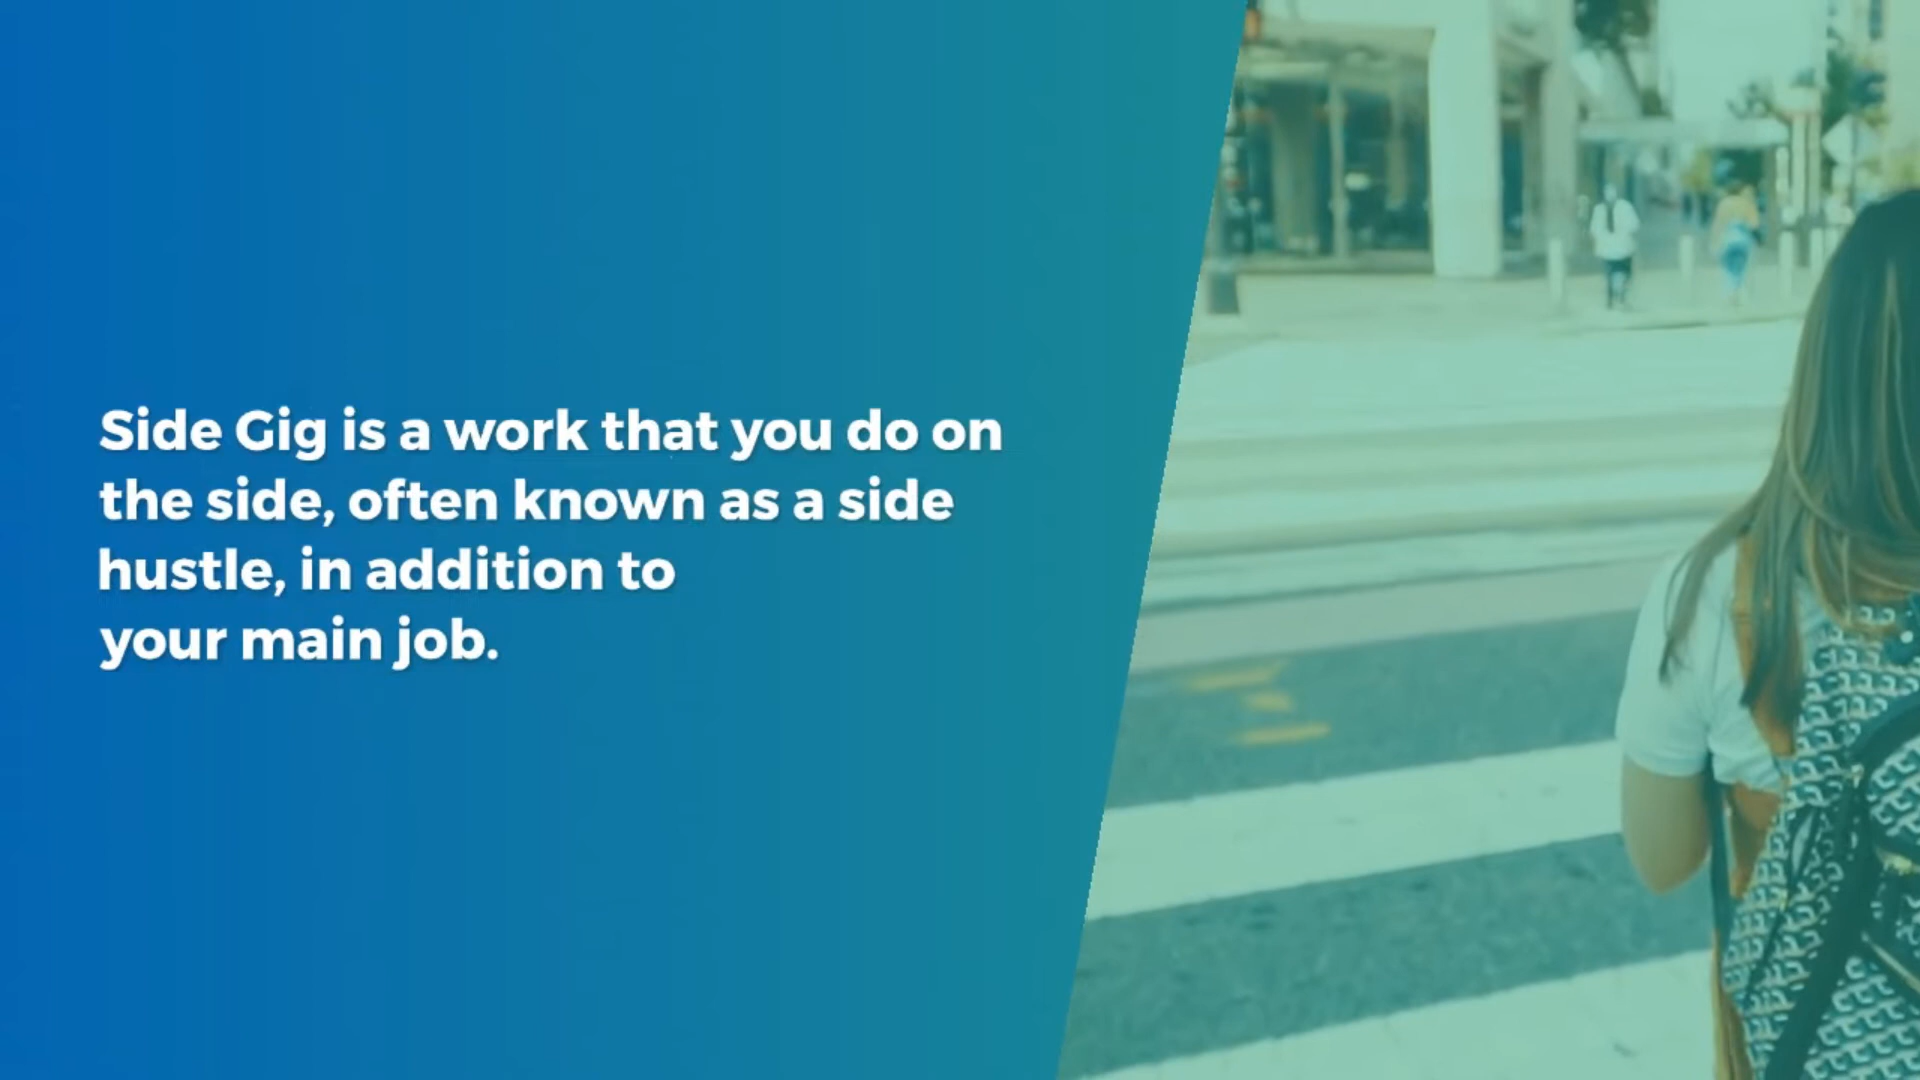 Side Gig is a work that you do on
the side, often known as a side
hustle, in addition to
your main job.